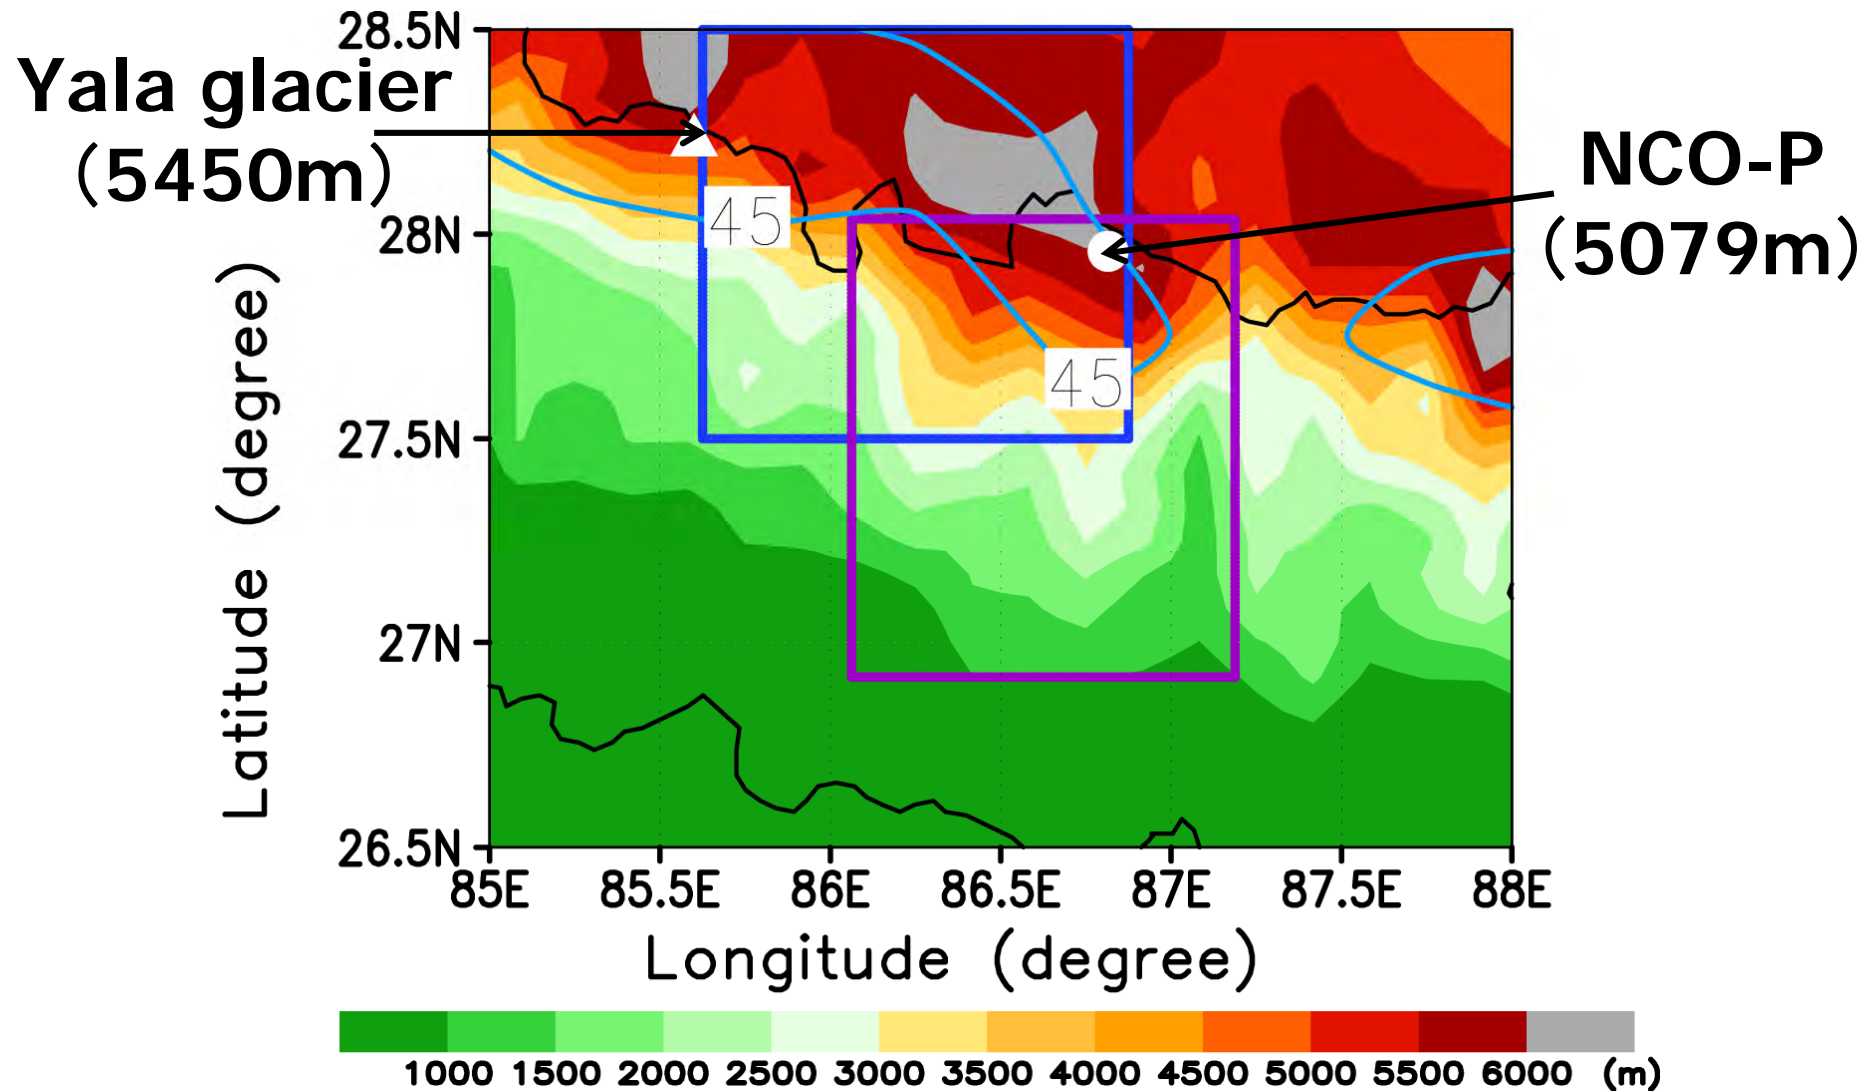 Yala glacier
(5450m)
NCO-P
(5079m)
28.5N
28N
27.5N
27N
26.5N
Latitude (degree)
45
45
85E 85.5E 86E 86.5E 87E 87.5E 88E
Longitude (degree)
1000 1500 2000 2500 3000 3500 4000 4500 5000 5500 6000 (m)